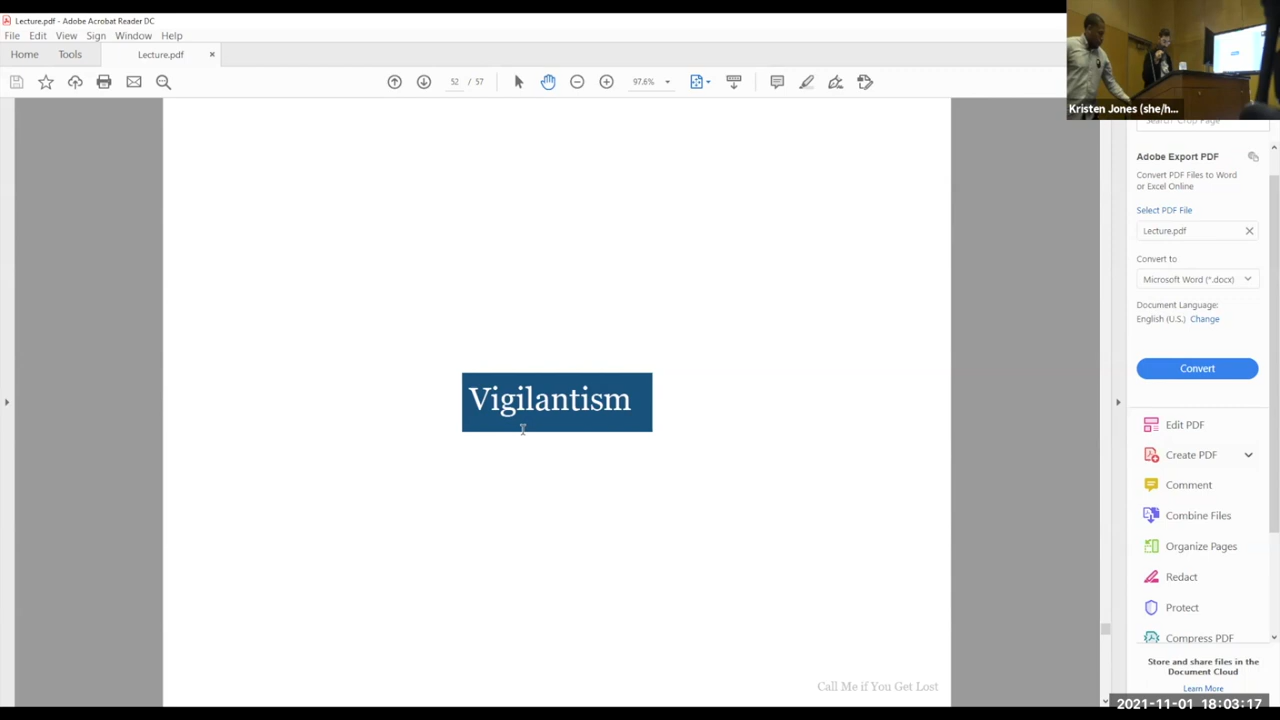 Lecture.pdf - Adobe Acrobat Reader DC
File Edit View Sign Window Help
Home Tools Lecture.pdf ×
52 / 57 97.6%
Kristen Jones (she/h...
Search 'Crop Page'
Adobe Export PDF
Convert PDF Files to Word
or Excel Online
Select PDF File
Lecture.pdf
Convert to
Microsoft Word (*.docx)
Document Language:
English (U.S.) Change
Convert
Vigilantism
Edit PDF
Create PDF
Comment
Combine Files
Organize Pages
Redact
Protect
Compress PDF
Store and share files in the
Document Cloud
Learn More
Call Me if You Get Lost
2021-11-01 18:03:17